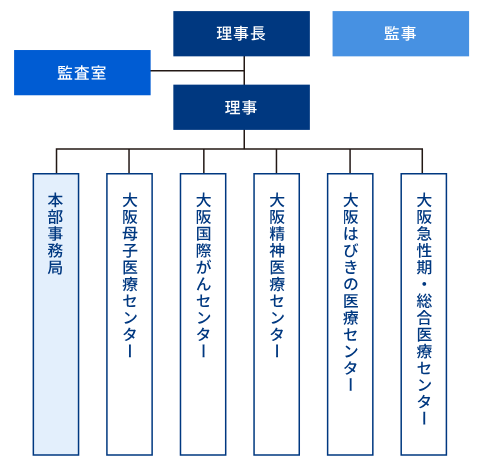 理事長
監事
監査室
理事
本部事務局
大阪母子医療センター
大阪国際がんセンター
大阪精神医療センター
大阪はびきの医療センター
大阪急性期・総合医療センター